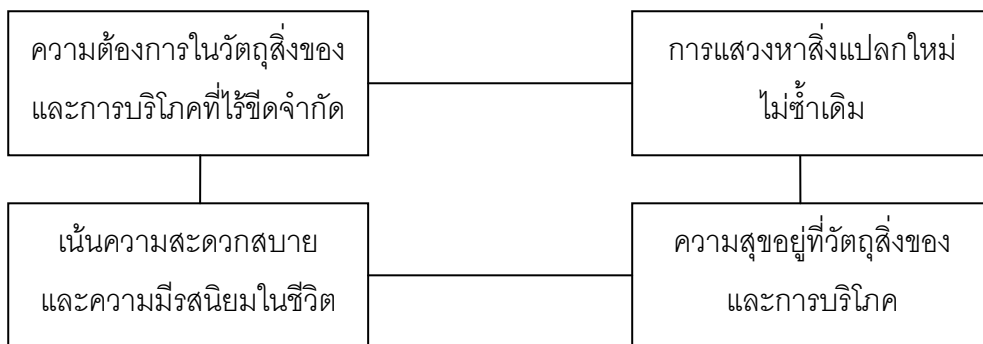 ความต้องการในวัตถุสิ่งของ
และการบริโภคที่ไร้ขีดจำกัด
การแสวงหาสิ่งแปลกใหม่
ไม่ซ้ำเดิม
เน้นความสะดวกสบาย
และความมีรสนิยมในชีวิต
ความสุขอยู่ที่วัตถุสิ่งของ
และการบริโภค